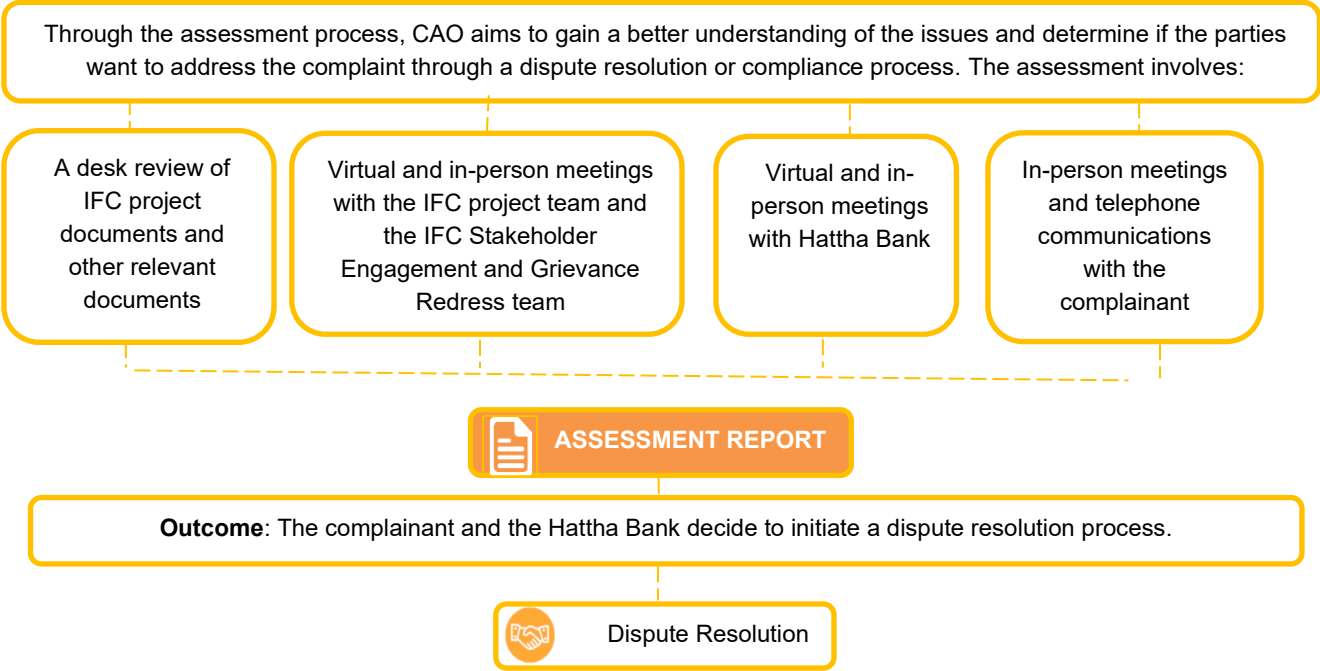 Through the assessment process, CAO aims to gain a better understanding of the issues and determine if the parties
want to address the complaint through a dispute resolution or compliance process. The assessment involves:
A desk review of
IFC project
documents and
other relevant
documents
Virtual and in-person meetings
with the IFC project team and
the IFC Stakeholder
Engagement and Grievance
Redress team
Virtual and in-
person meetings
with Hattha Bank
In-person meetings
and telephone
communications
with the
complainant
ASSESSMENT REPORT
Outcome: The complainant and the Hattha Bank decide to initiate a dispute resolution process.
Dispute Resolution